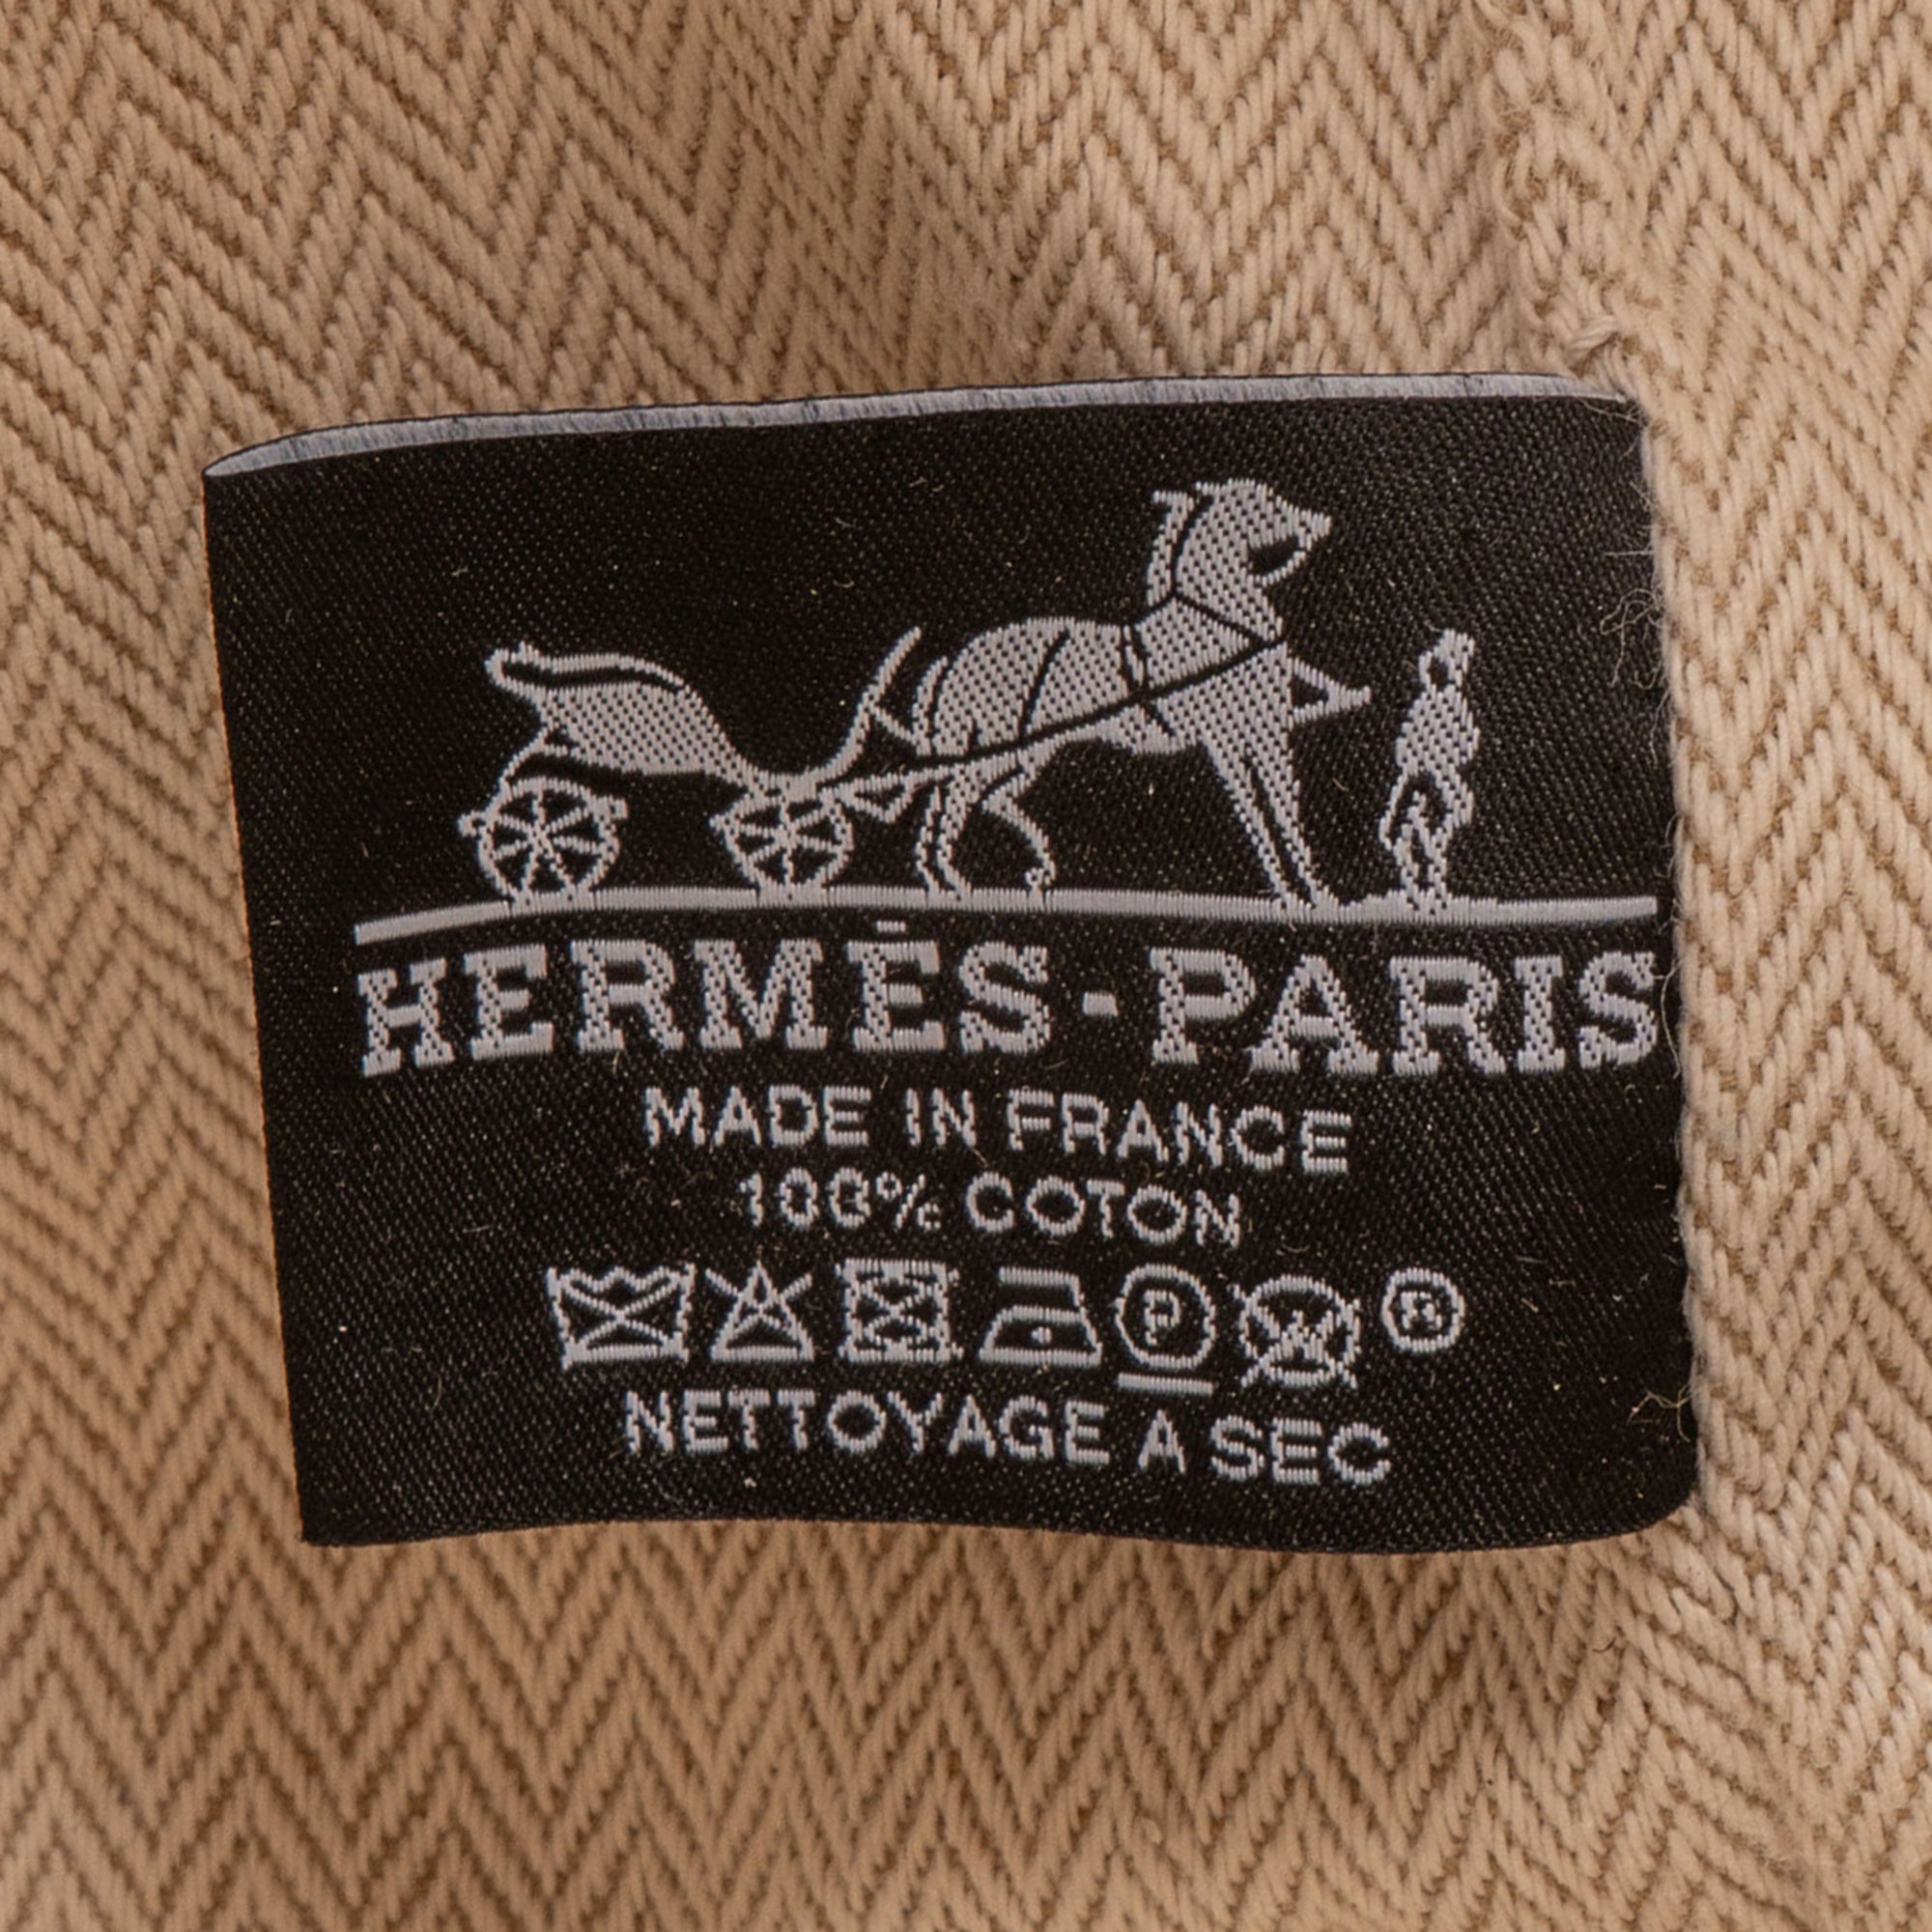 HERMÈS-PARIS
MADE IN FRANCE
100% COTON
P A ®
NETTOYAGE A SEC